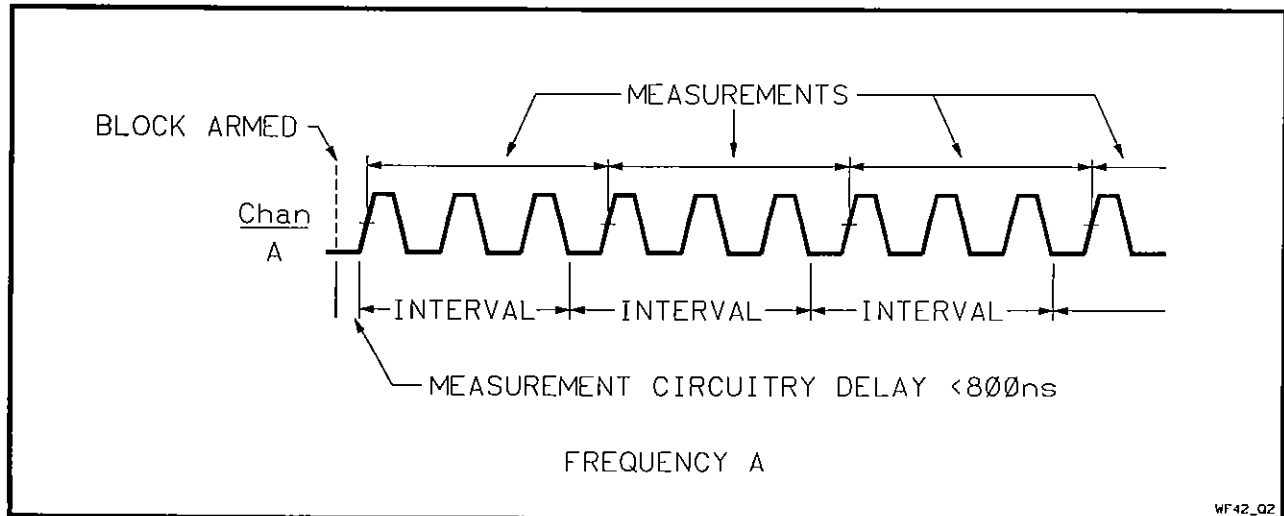 MEASUREMENTS
BLOCK ARMED
Chan
A
INTERVAL INTERVAL INTERVAL
MEASUREMENT CIRCUITRY DELAY <800ns
FREQUENCY A
WF42_02